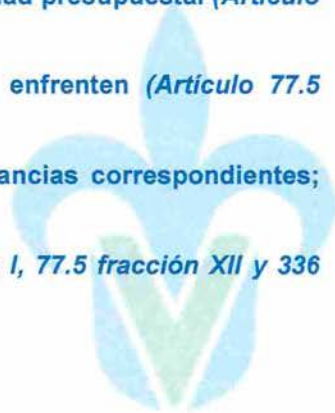 dad presupuestal (Artículo
enfrenten (Artículo 77.5
ancias correspondientes;
I, 77.5 fracción XII y 336